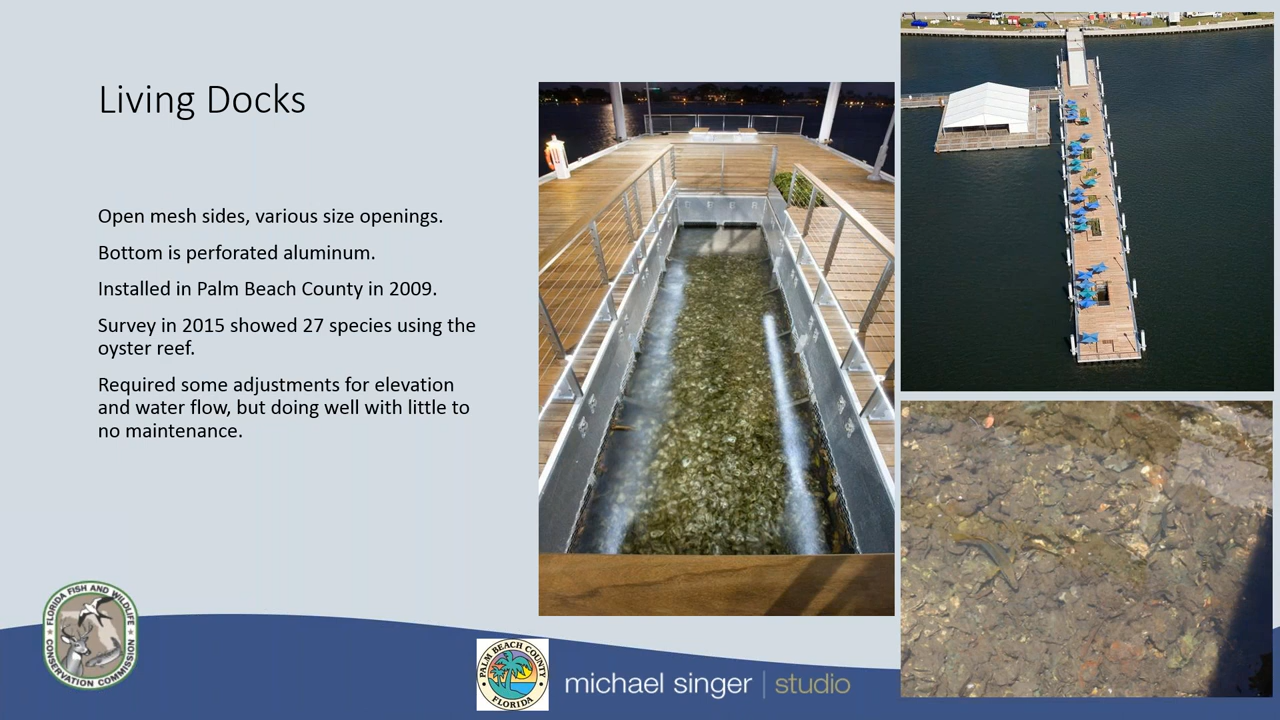 Living Docks
Open mesh sides, various size openings.
Bottom is perforated aluminum.
Installed in Palm Beach County in 2009.
Survey in 2015 showed 27 species using the
oyster reef.
Required some adjustments for elevation
and water flow, but doing well with little to
no maintenance.
FLORIDA FISH AND WILDLIFE
CONSERVATION COMMISSION
PALM BEACH COUNTY
FLORIDA
michael singer | studio